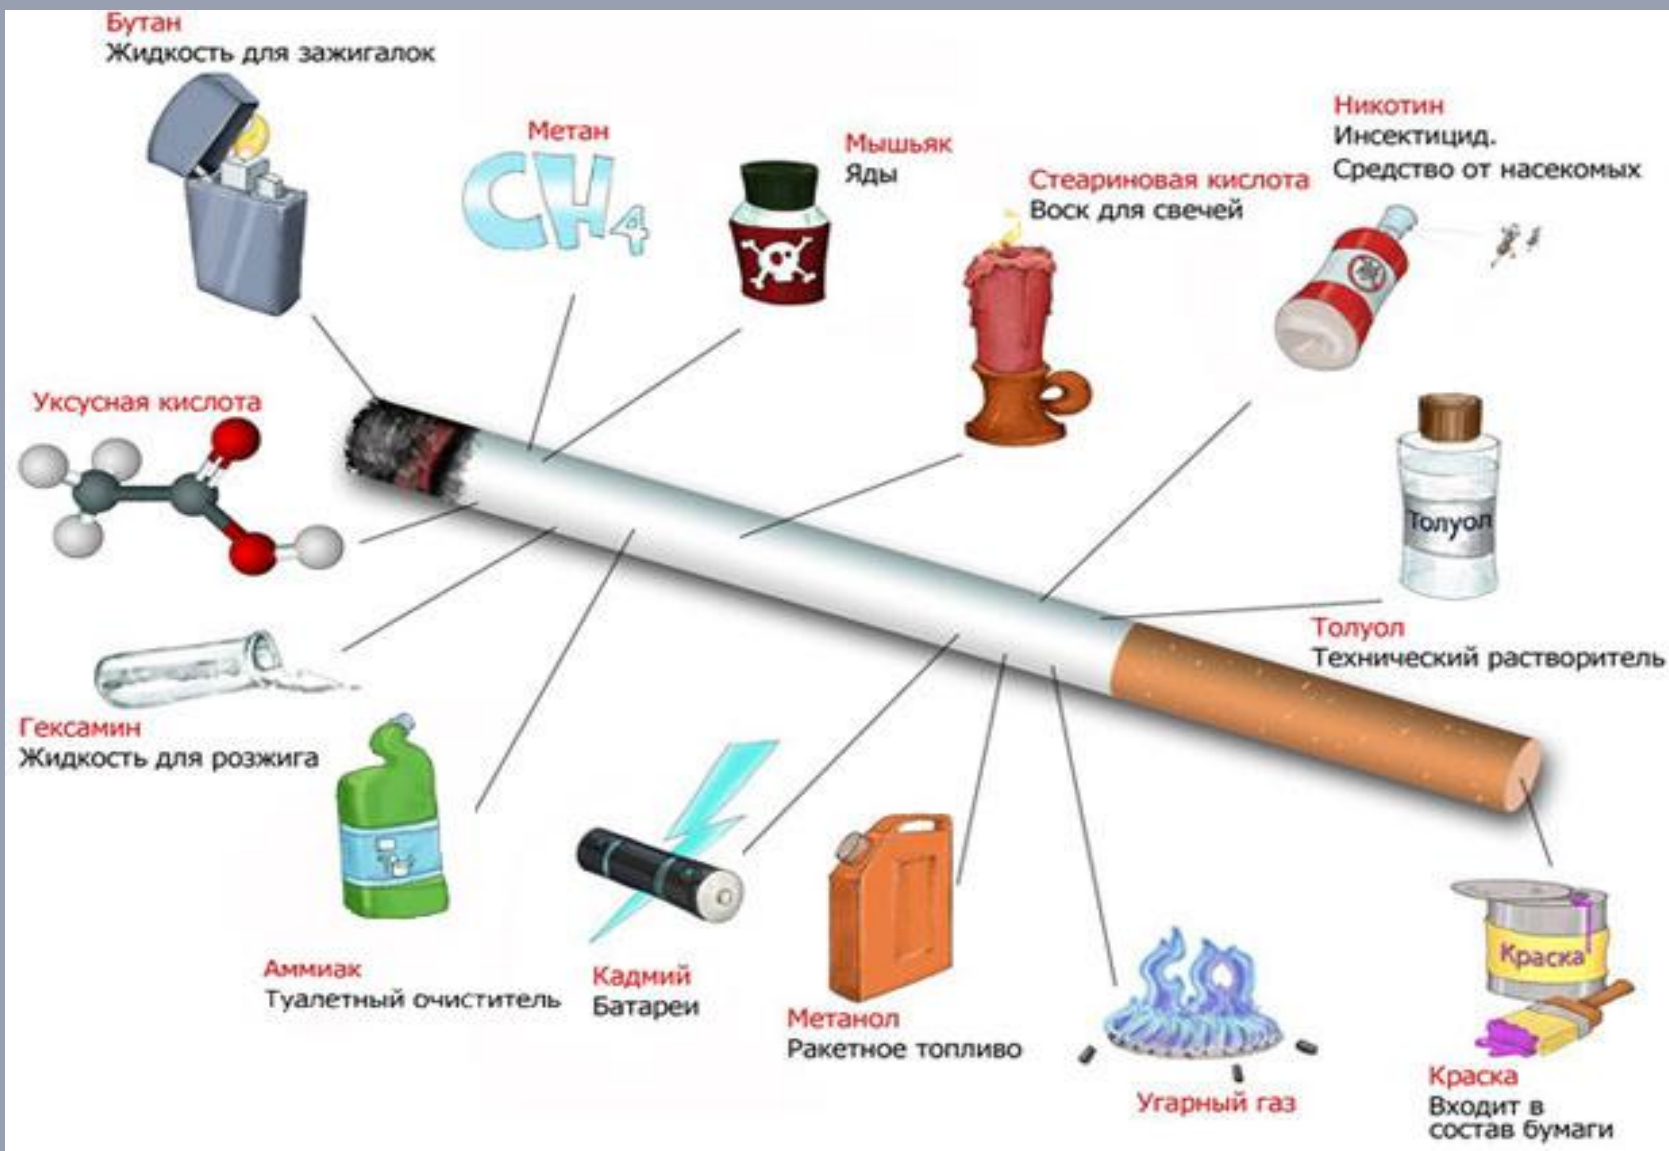 Бутан
Жидкость для зажигалок
Метан
CH4
Мышьяк
Яды
Стеариновая кислота
Воск для свечей
Никотин
Инсектицид.
Средство от насекомых
Уксусная кислота
Толуол
Толуол
Технический растворитель
Гексамин
Жидкость для розжига
Аммиак
Туалетный очиститель
Кадмий
Батареи
Метанол
Ракетное топливо
Угарный газ
Краска
Краска
Входит в
состав бумаги